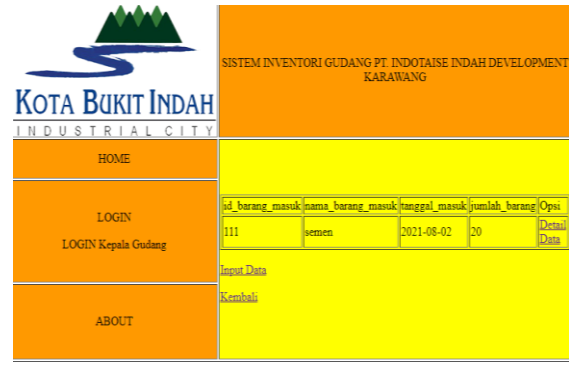 KOTA BUKIT INDAH
INDUSTRIAL CITY
SISTEM INVENTORI GUDANG PT. INDOTAISE INDAH DEVELOPMENT
KARAWANG
HOME
LOGIN
LOGIN Kepala Gudang
ABOUT
id_barang_masuk nama_barang_masuk tanggal_masuk jumlah_barang Opsi
111 semen 2021-08-02 20 Detail
Data
Input Data
Kembali